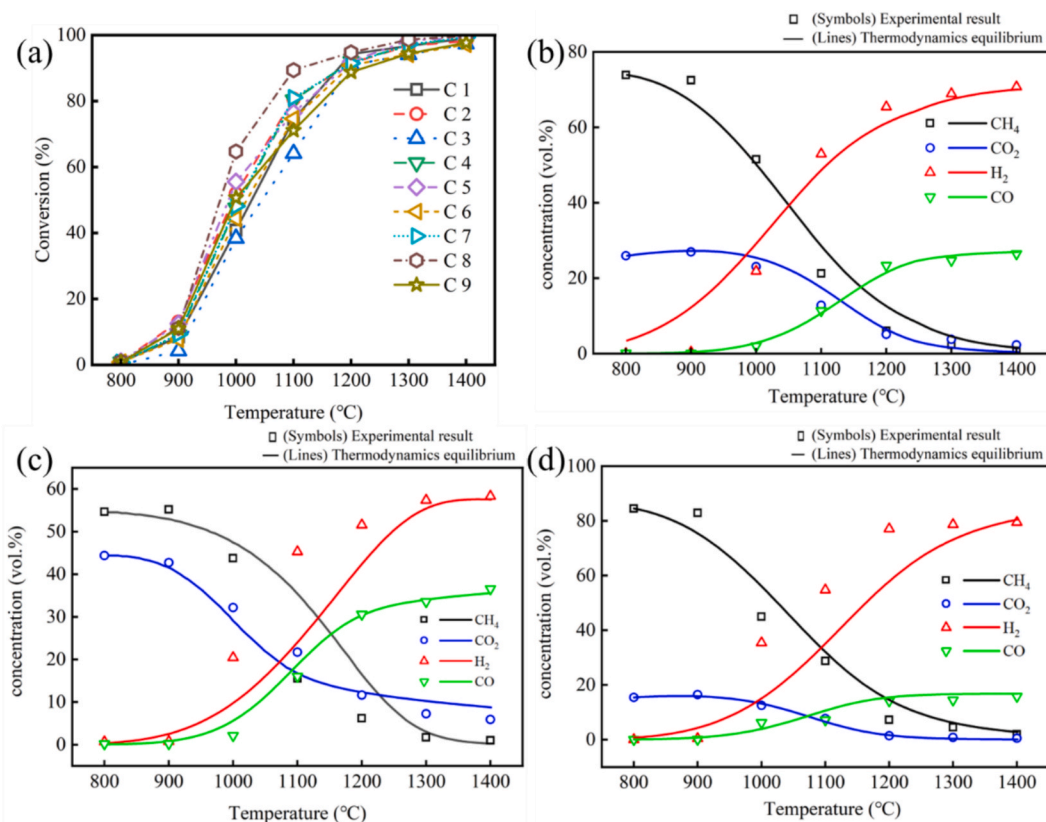 (a)
Conversion (%)
100
80
60
40
20
0
C 1
C 2
C 3
C 4
C 5
C 6
C 7
C 8
C 9
800 900 1000 1100 1200 1300 1400
Temperature (℃)
(b)
(Symbols) Experimental result
(Lines) Thermodynamics equilibrium
concentration (vol.%)
80
60
40
20
0
CH₄
CO₂
H₂
CO
800 900 1000 1100 1200 1300 1400
Temperature (℃)
(c)
(Symbols) Experimental result
(Lines) Thermodynamics equilibrium
concentration (vol.%)
60
50
40
30
20
10
0
CH₄
CO₂
H₂
CO
800 900 1000 1100 1200 1300 1400
Temperature (℃)
(d)
(Symbols) Experimental result
(Lines) Thermodynamics equilibrium
concentration (vol.%)
100
80
60
40
20
0
CH₄
CO₂
H₂
CO
800 900 1000 1100 1200 1300 1400
Temperature (℃)